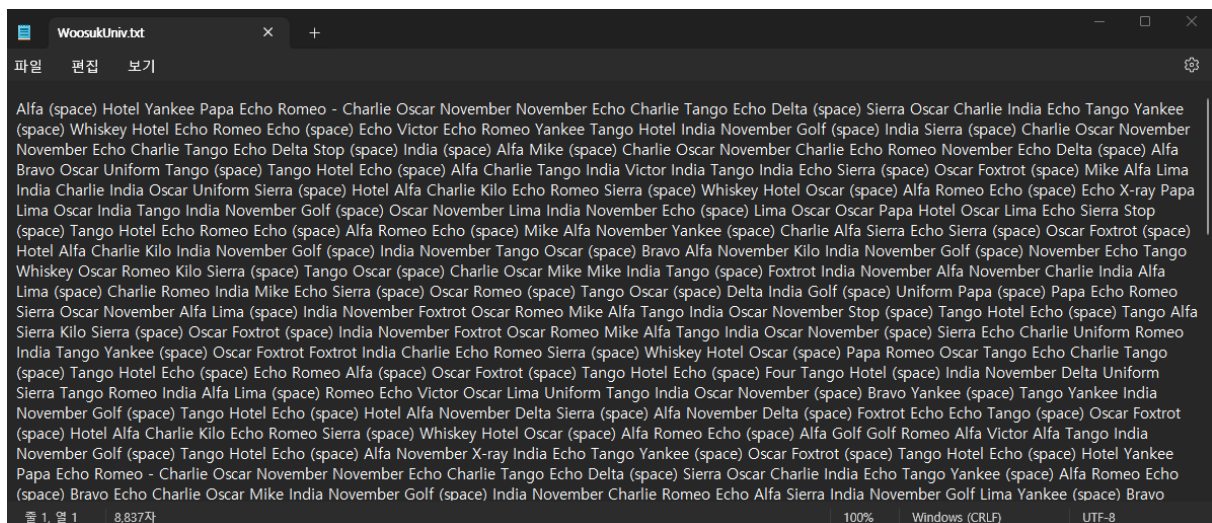 WoosukUniv.txt
파일 편집 보기
Alfa (space) Hotel Yankee Papa Echo Romeo - Charlie Oscar November November Echo Charlie Tango Echo Delta (space) Sierra Oscar Charlie India Echo Tango Yankee
(space) Whiskey Hotel Echo Romeo Echo (space) Echo Victor Echo Romeo Yankee Tango Hotel India November Golf (space) India Sierra (space) Charlie Oscar November
November Echo Charlie Tango Echo Delta Stop (space) India (space) Alfa Mike (space) Charlie Oscar November Charlie Echo Romeo November Echo Delta (space) Alfa
Bravo Oscar Uniform Tango (space) Tango Hotel Echo (space) Alfa Charlie Tango India Victor India Tango India Echo Sierra (space) Oscar Foxtrot (space) Mike Alfa Lima
India Charlie India Oscar Uniform Sierra (space) Hotel Alfa Charlie Kilo Echo Romeo Sierra (space) Whiskey Hotel Oscar (space) Alfa Romeo Echo (space) Echo X-ray Papa
Lima Oscar India Tango India November Golf (space) Oscar November Lima India November Echo (space) Lima Oscar Oscar Papa Hotel Oscar Lima Echo Sierra Stop
(space) Tango Hotel Echo Romeo Echo (space) Alfa Romeo Echo (space) Mike Alfa November Yankee (space) Charlie Alfa Sierra Echo Sierra (space) Oscar Foxtrot (space)
Hotel Alfa Charlie Kilo India November Golf (space) India November Tango Oscar (space) Bravo Alfa November Kilo India November Golf (space) November Echo Tango
Whiskey Oscar Romeo Kilo Sierra (space) Tango Oscar (space) Charlie Oscar Mike Mike India Tango (space) Foxtrot India November Alfa November Charlie India Alfa
Lima (space) Charlie Romeo India Mike Echo Sierra (space) Oscar Romeo (space) Tango Oscar (space) Delta India Golf (space) Uniform Papa (space) Papa Echo Romeo
Sierra Oscar November Alfa Lima (space) India November Foxtrot Oscar Romeo Mike Alfa Tango India Oscar November Stop (space) Tango Hotel Echo (space) Tango Alfa
Sierra Kilo Sierra (space) Oscar Foxtrot (space) India November Foxtrot Oscar Romeo Mike Alfa Tango India Oscar November (space) Sierra Echo Charlie Uniform Romeo
India Tango Yankee (space) Oscar Foxtrot Foxtrot India Charlie Echo Romeo Sierra (space) Whiskey Hotel Oscar (space) Papa Romeo Oscar Tango Echo Charlie Tango
(space) Tango Hotel Echo (space) Echo Romeo Alfa (space) Oscar Foxtrot (space) Tango Hotel Echo (space) Four Tango Hotel (space) India November Delta Uniform
Sierra Tango Romeo India Alfa Lima (space) Romeo Echo Victor Oscar Lima Uniform Tango India Oscar November (space) Bravo Yankee (space) Tango Yankee India
November Golf (space) Tango Hotel Echo (space) Hotel Alfa November Delta Sierra (space) Alfa November Delta (space) Foxtrot Echo Echo Tango (space) Oscar Foxtrot
(space) Hotel Alfa Charlie Kilo Echo Romeo Sierra (space) Whiskey Hotel Oscar (space) Alfa Romeo Echo (space) Alfa Golf Golf Romeo Alfa Victor Alfa Tango India
November Golf (space) Tango Hotel Echo (space) Alfa November X-ray India Echo Tango Yankee (space) Oscar Foxtrot (space) Tango Hotel Echo (space) Hotel Yankee
Papa Echo Romeo - Charlie Oscar November November Echo Charlie Tango Echo Delta (space) Sierra Oscar Charlie India Echo Tango Yankee (space) Alfa Romeo Echo
(space) Bravo Echo Charlie Oscar Mike India November Golf (space) India November Charlie Romeo Echo Alfa Sierra India November Golf Lima Yankee (space) Bravo
줄 1, 열 1 8,837자 100% Windows (CRLF) UTF-8